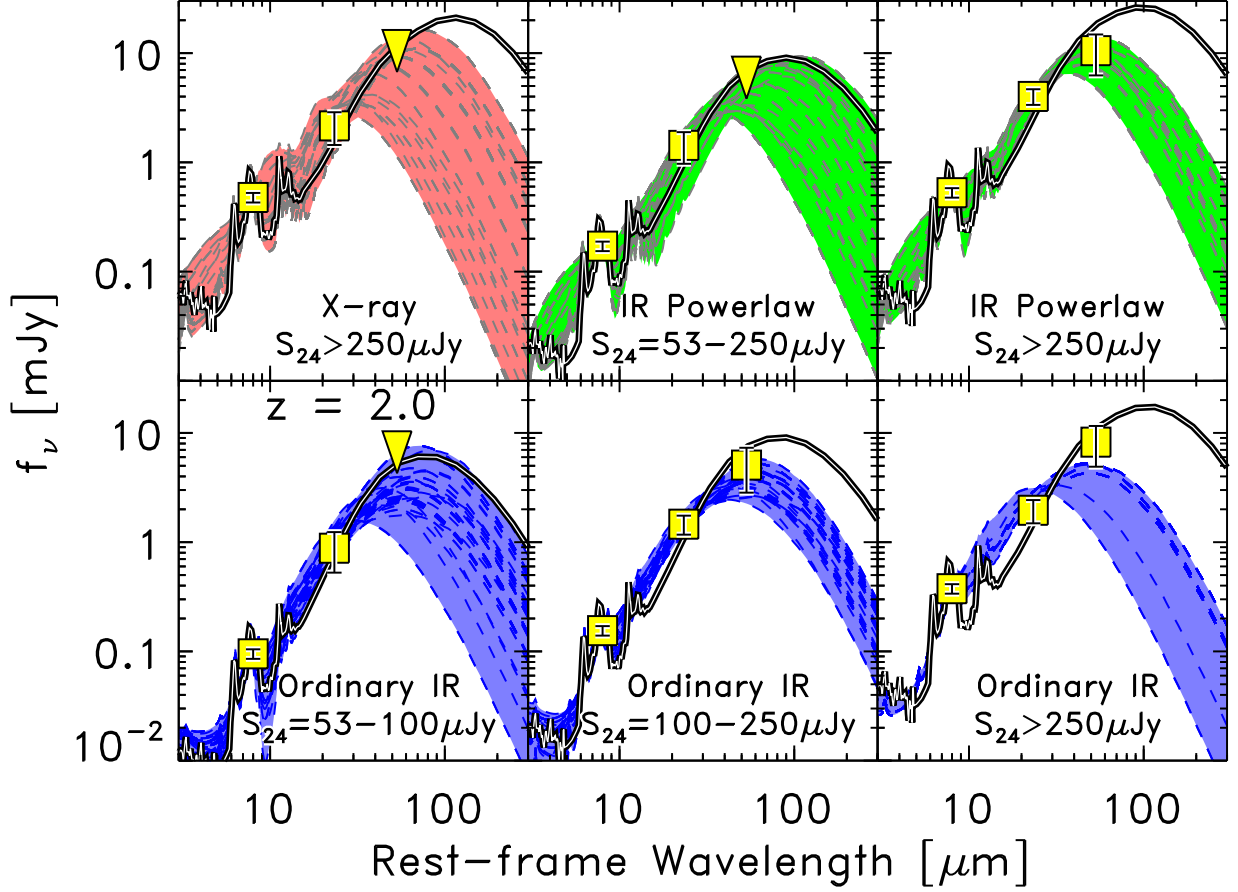 10
1
0.1
X-ray
S24>250μJy
IR Powerlaw
S24=53-250μJy
IR Powerlaw
S24>250μJy
z = 2.0
10
1
0.1
10-2
Ordinary IR
S24=53-100μJy
Ordinary IR
S24=100-250μJy
Ordinary IR
S24>250μJy
10 100 10 100 10 100
fν [mJy]
Rest-frame Wavelength [μm]